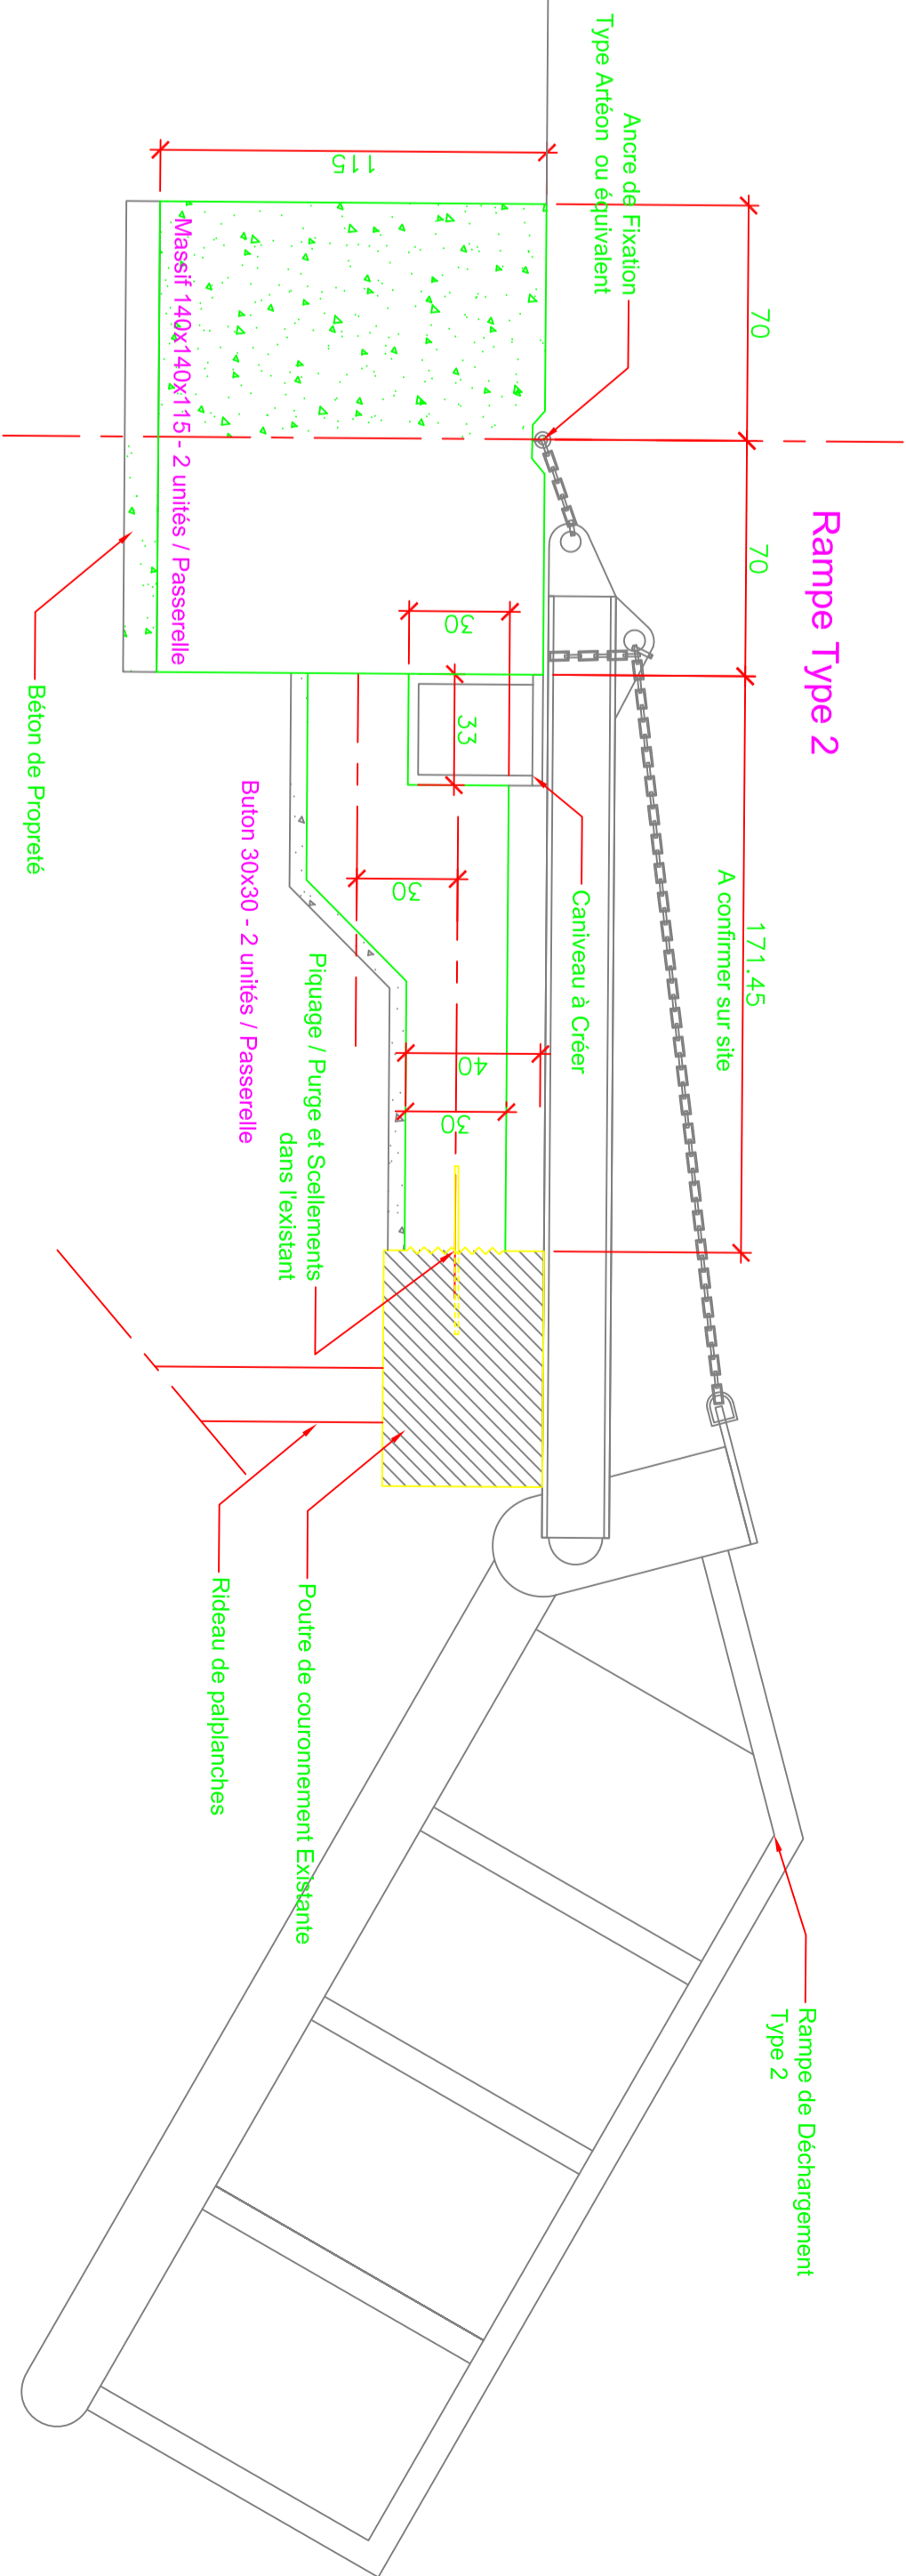 Rampe Type 2
70
70
171.45
A confirmer sur site
Ancre de Fixation
Type Artéon ou équivalent
115
Massif 140x140x115 - 2 unités / Passerelle
Béton de Propreté
30
33
30
40
30
Caniveau à Créer
Buton 30x30 - 2 unités / Passerelle
Piquage / Purge et Scellements
dans l'existant
Poutre de couronnement Existante
Rideau de palplanches
Rampe de Déchargement
Type 2